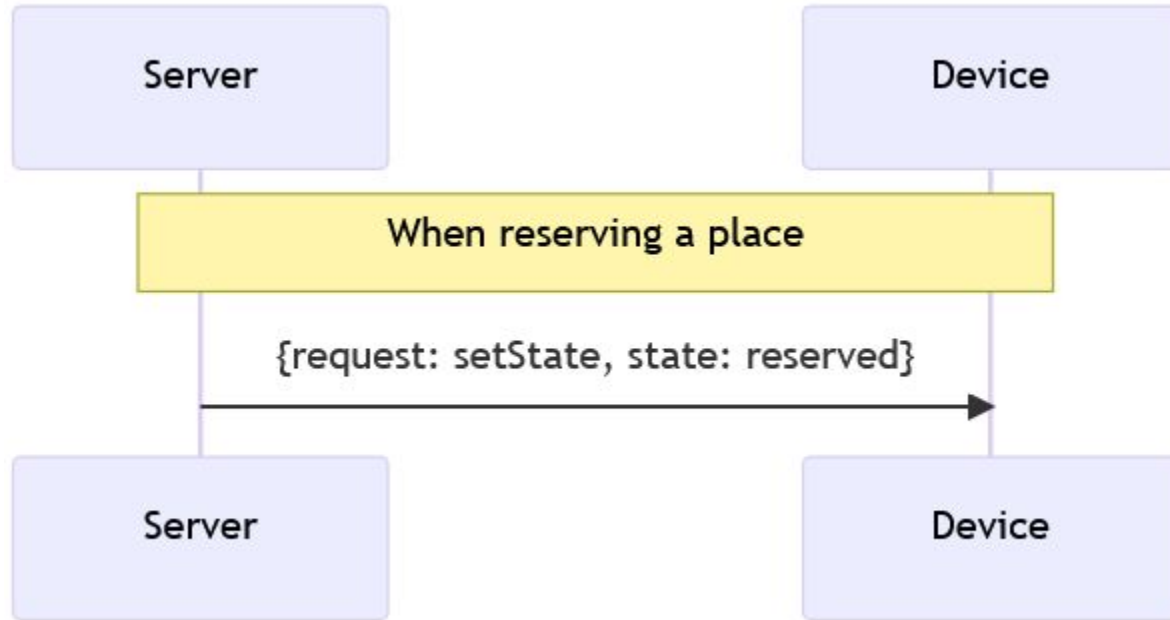 Server
Device
When reserving a place
{request: setState, state: reserved}
Server
Device